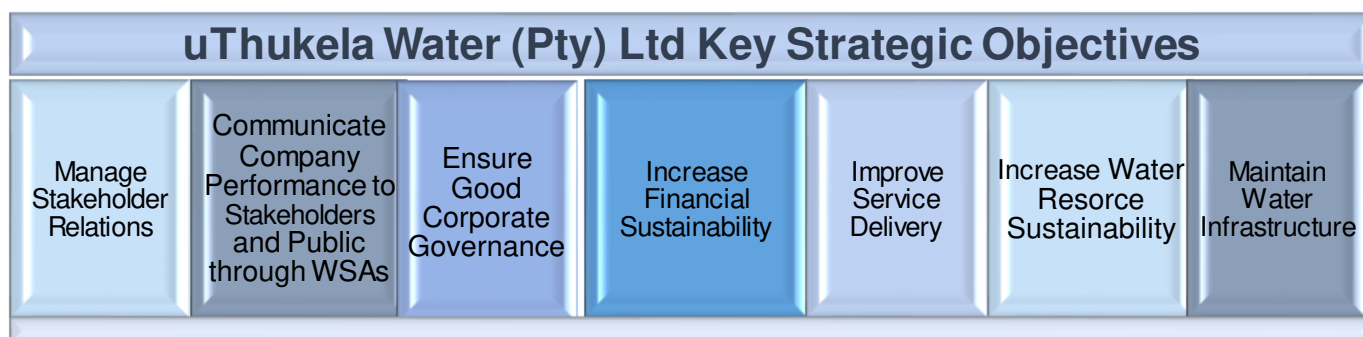 uThukela Water (Pty) Ltd Key Strategic Objectives
Manage
Stakeholder
Relations
Communicate
Company
Performance to
Stakeholders
and Public
through WSAs
Ensure
Good
Corporate
Governance
Increase
Financial
Sustainability
Improve
Service
Delivery
Increase Water
Resorce
Sustainability
Maintain
Water
Infrastructure